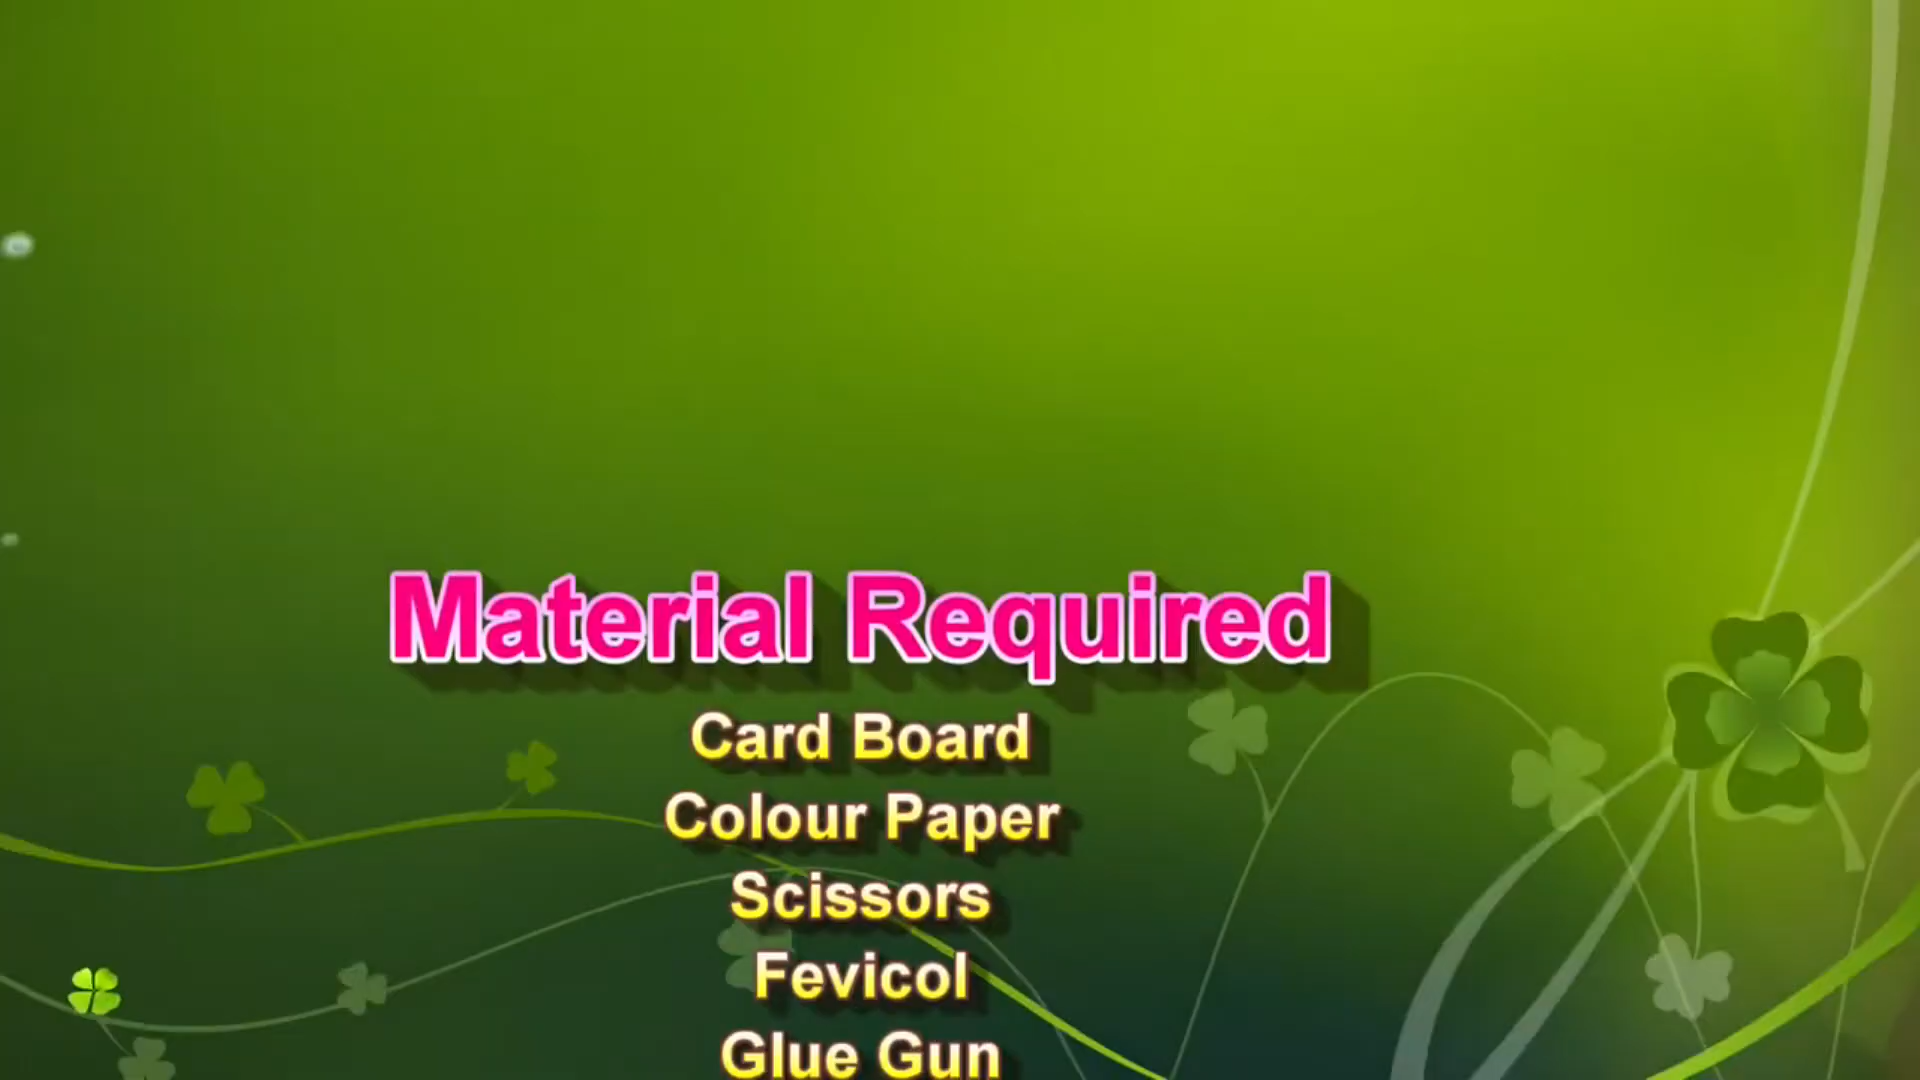 Material Required
Card Board
Colour Paper
Scissors
Fevicol
Glue Gun